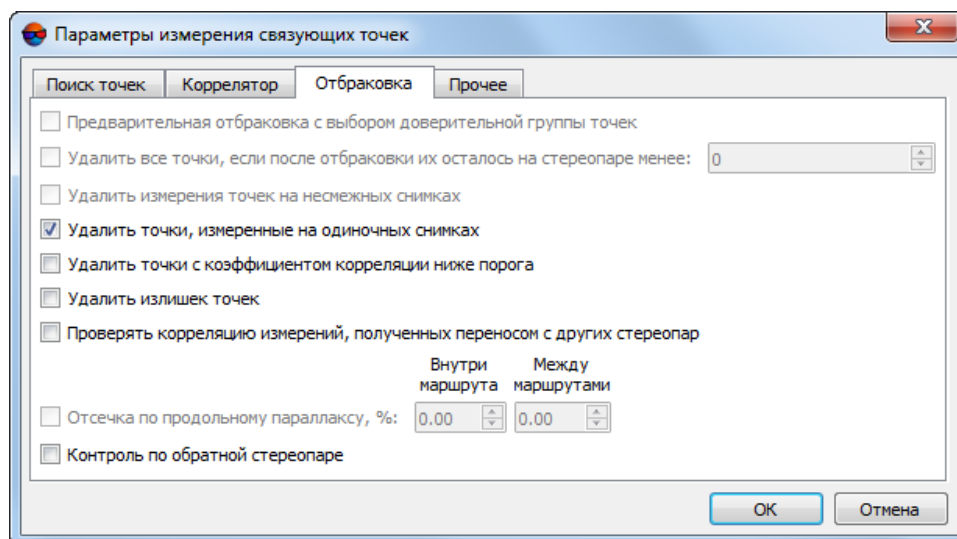 Параметры измерения связующих точек
Поиск точек Коррелятор Отбраковка Прочее
Предварительная отбраковка с выбором доверительной группы точек
Удалить все точки, если после отбраковки их осталось на стереопаре менее: 0
Удалить измерения точек на несмежных снимках
Удалить точки, измеренные на одиночных снимках
Удалить точки с коэффициентом корреляции ниже порога
Удалить излишек точек
Проверять корреляцию измерений, полученных переносом с других стереопар
Внутри Между
маршрута маршрутами
Отсечка по продольному параллаксу, %: 0.00 0.00
Контроль по обратной стереопаре
OK Отмена